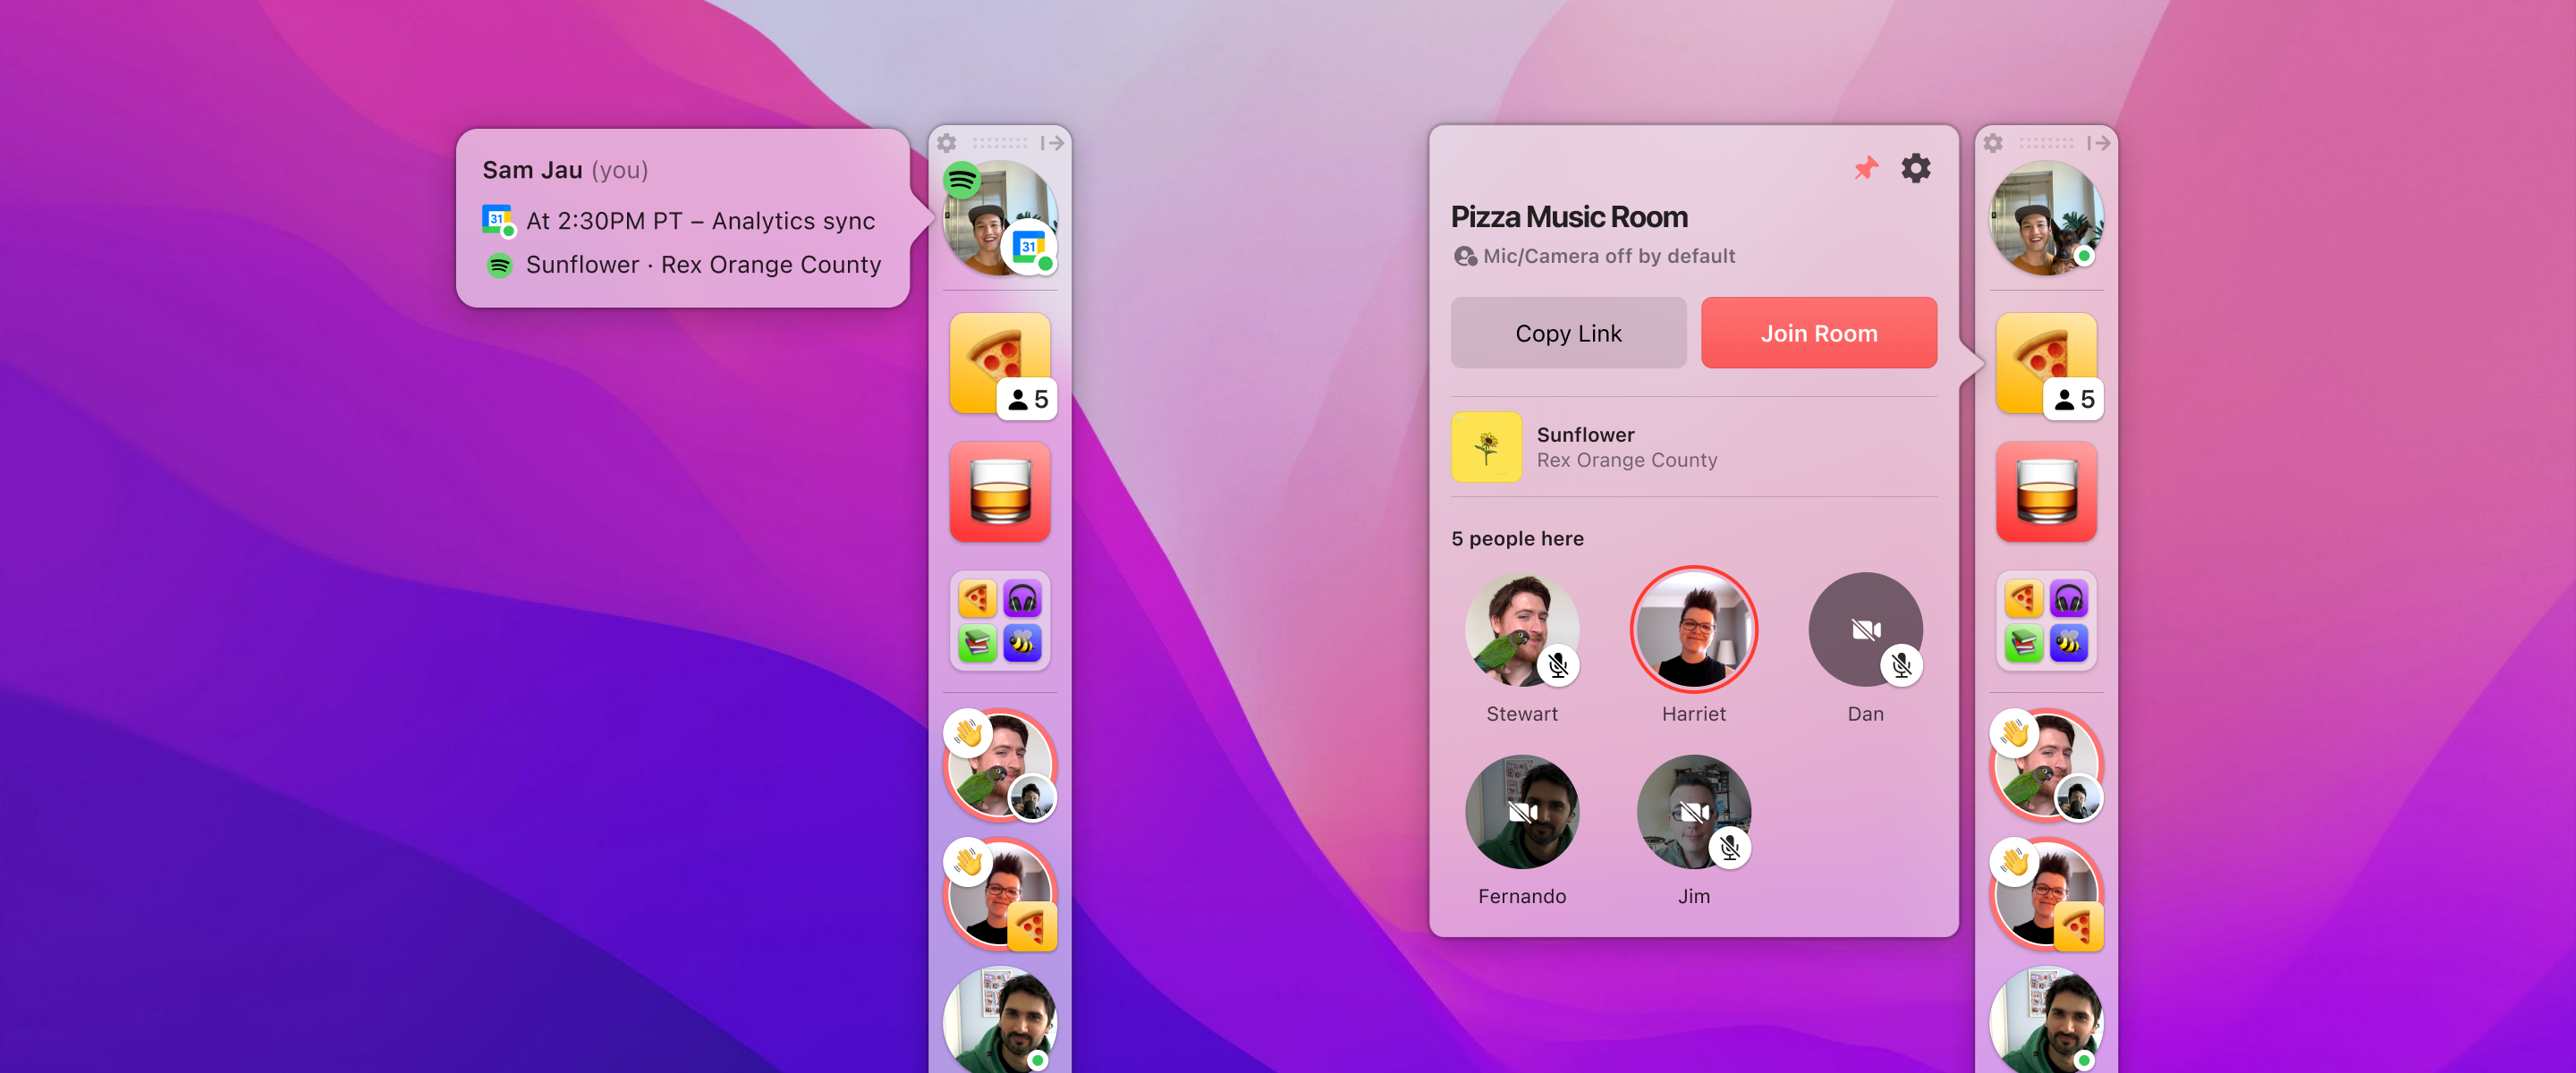 Sam Jau (you)
31 At 2:30PM PT – Analytics sync
Sunflower · Rex Orange County
31
5
Pizza Music Room
Mic/Camera off by default
Copy Link
Join Room
Sunflower
Rex Orange County
5 people here
Stewart
Harriet
Dan
Fernando
Jim
5